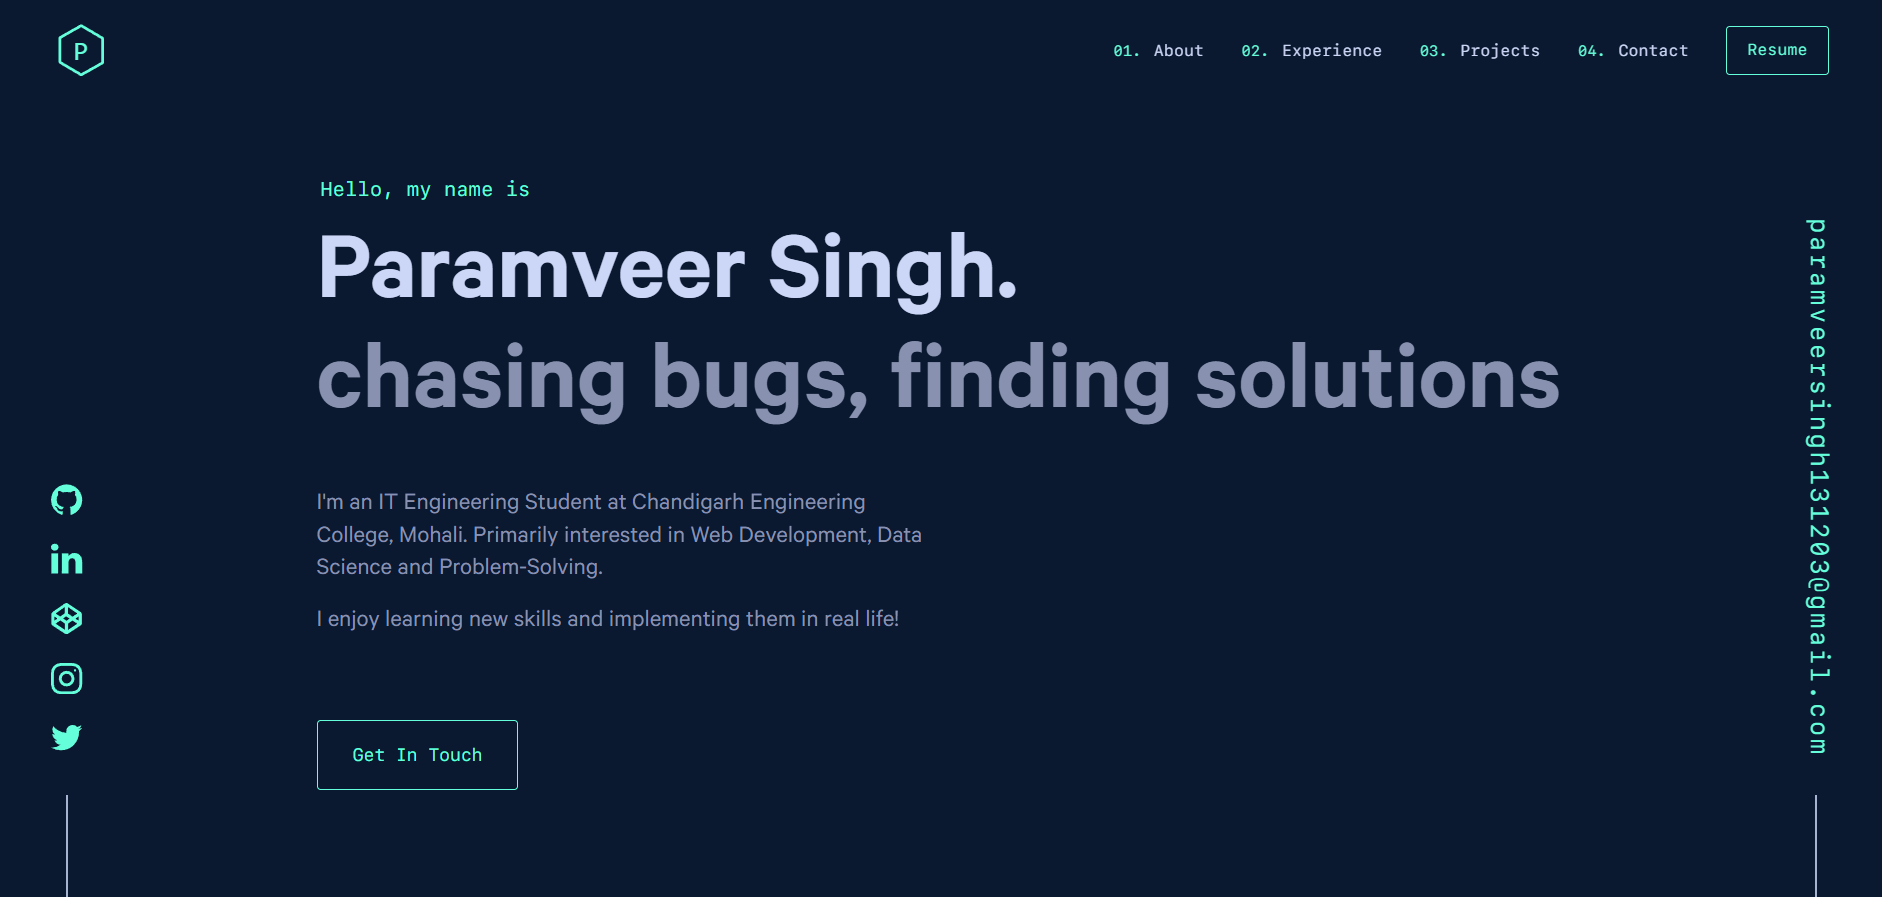 P
01. About 02. Experience 03. Projects 04. Contact Resume
Hello, my name is
Paramveer Singh.
chasing bugs, finding solutions
I'm an IT Engineering Student at Chandigarh Engineering
College, Mohali. Primarily interested in Web Development, Data
Science and Problem-Solving.
I enjoy learning new skills and implementing them in real life!
Get In Touch
in
paramveersingh131203@gmail.com